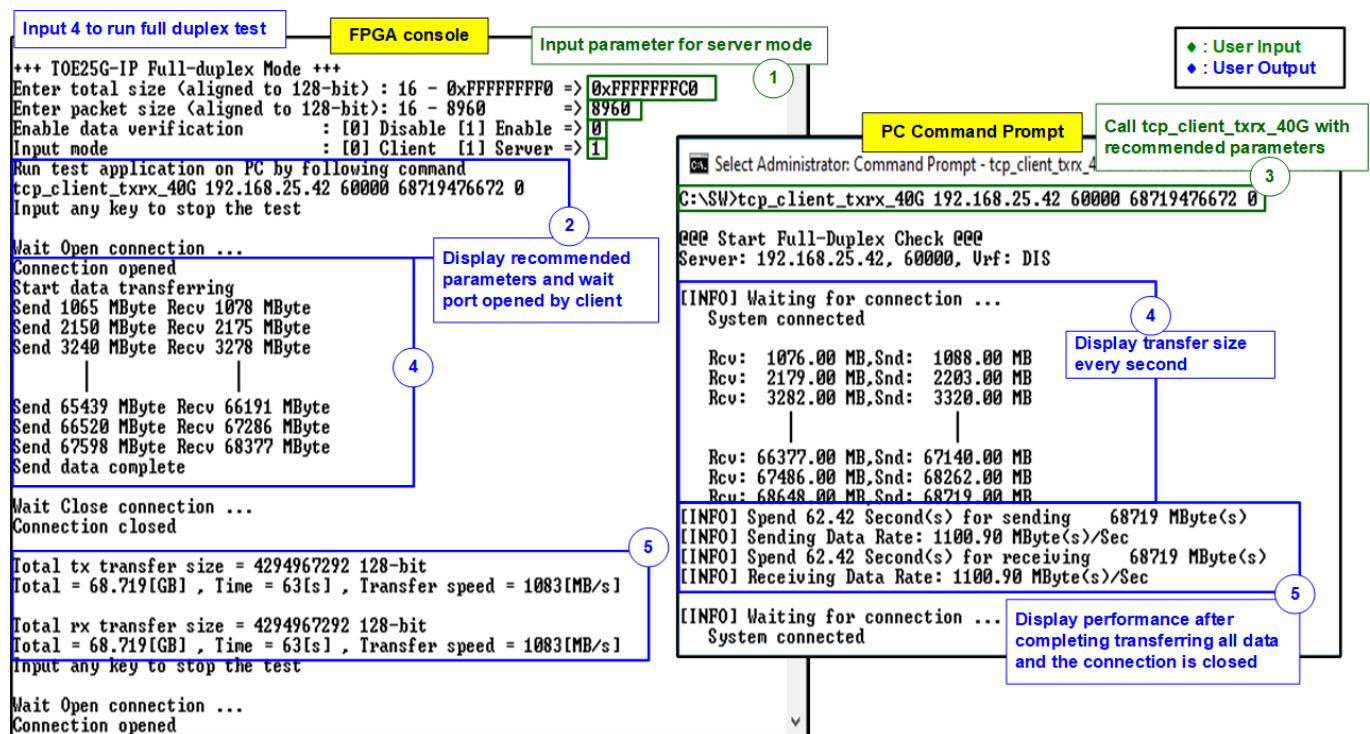 Input 4 to run full duplex test
FPGA console
Input parameter for server mode
1
♦ : User Input
♦ : User Output
+++ TOE25G-IP Full-duplex Mode +++
Enter total size (aligned to 128-bit) : 16 - 0xFFFFFFFF0 => 0xFFFFFFFC0
Enter packet size (aligned to 128-bit): 16 - 8960 => 8960
Enable data verification : [0] Disable [1] Enable => 0
Input mode : [0] Client [1] Server => 1
Run test application on PC by following command
tcp_client_txrx_40G 192.168.25.42 60000 68719476672 0
Input any key to stop the test
2
Display recommended
parameters and wait
port opened by client
Wait Open connection ...
Connection opened
Start data transferring
Send 1065 MByte Recv 1078 MByte
Send 2150 MByte Recv 2175 MByte
Send 3240 MByte Recv 3278 MByte
4
Send 65439 MByte Recv 66191 MByte
Send 66520 MByte Recv 67286 MByte
Send 67598 MByte Recv 68377 MByte
Send data complete
Wait Close connection ...
Connection closed
5
Total tx transfer size = 4294967292 128-bit
Total = 68.719[GB] , Time = 63[s] , Transfer speed = 1083[MB/s]
Total rx transfer size = 4294967292 128-bit
Total = 68.719[GB] , Time = 63[s] , Transfer speed = 1083[MB/s]
Input any key to stop the test
Wait Open connection ...
Connection opened
PC Command Prompt
Call tcp_client_txrx_40G with
recommended parameters
3
Select Administrator: Command Prompt - tcp_client_txrx_4
C:\SW>tcp_client_txrx_40G 192.168.25.42 60000 68719476672 0
@@@ Start Full-Duplex Check @@@
Server: 192.168.25.42, 60000, Vrf: DIS
[INFO] Waiting for connection ...
System connected
4
Display transfer size
every second
Rcv: 1076.00 MB,Snd: 1088.00 MB
Rcv: 2179.00 MB,Snd: 2203.00 MB
Rcv: 3282.00 MB,Snd: 3320.00 MB
Rcv: 66377.00 MB,Snd: 67140.00 MB
Rcv: 67486.00 MB,Snd: 68262.00 MB
Rcv: 68648.00 MB,Snd: 68719.00 MB
[INFO] Spend 62.42 Second(s) for sending 68719 MByte(s)
[INFO] Sending Data Rate: 1100.90 MByte(s)/Sec
[INFO] Spend 62.42 Second(s) for receiving 68719 MByte(s)
[INFO] Receiving Data Rate: 1100.90 MByte(s)/Sec
5
[INFO] Waiting for connection ...
System connected
Display performance after
completing transferring all data
and the connection is closed